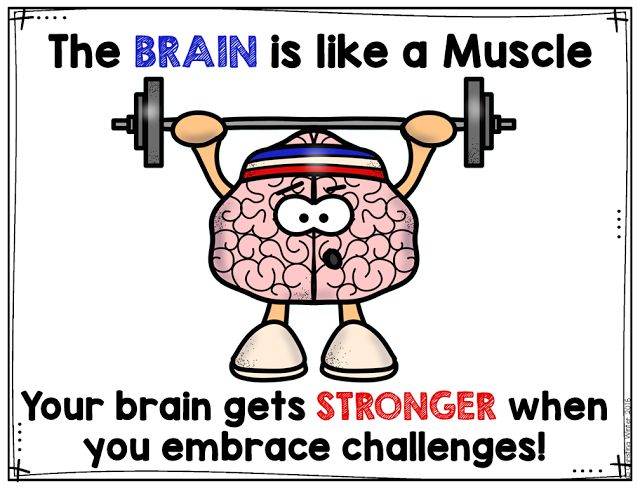 The BRAIN is like a Muscle
Your brain gets STRONGER when
you embrace challenges!